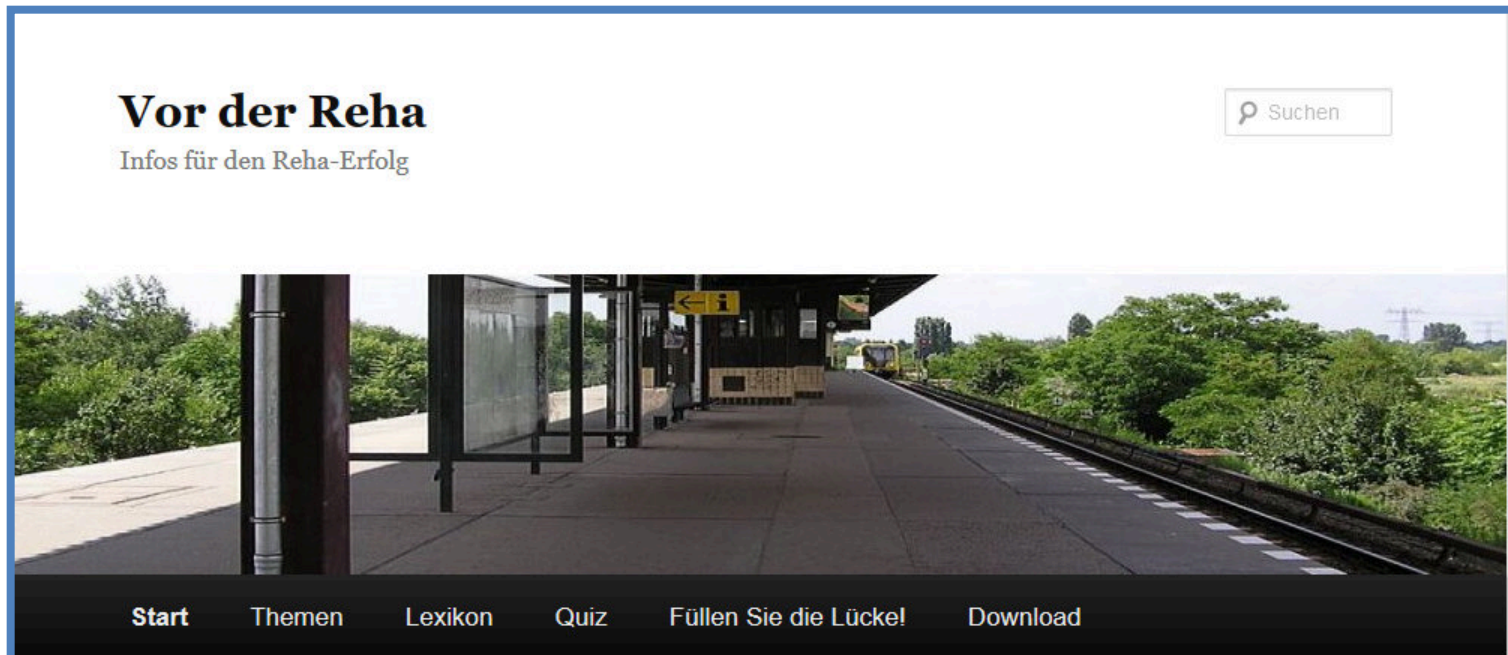 Vor der Reha
Infos für den Reha-Erfolg
Suchen
i
Start Themen Lexikon Quiz Füllen Sie die Lücke! Download